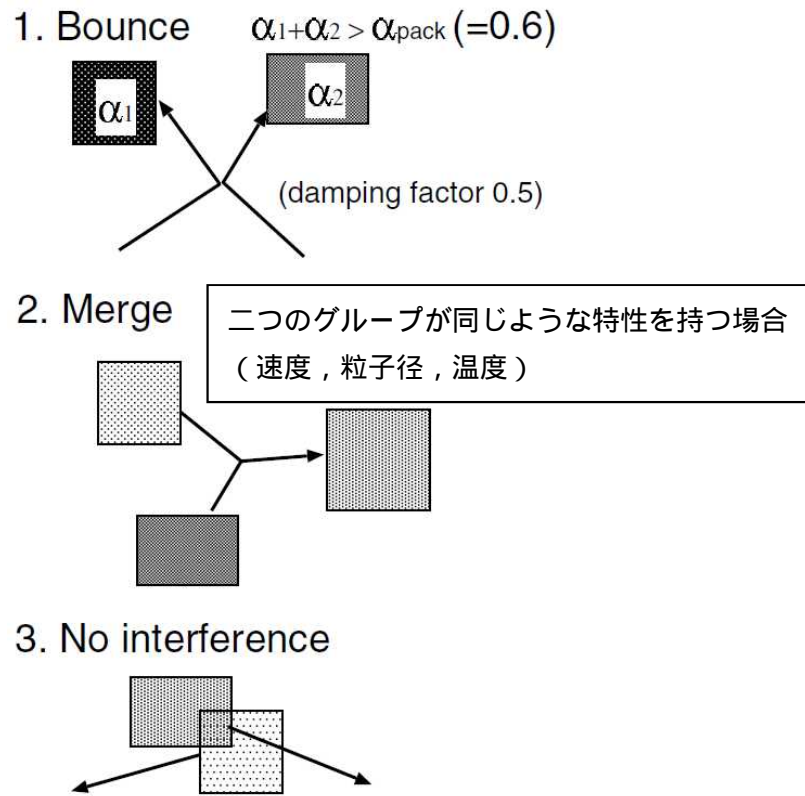 1. Bounce α1+α2 > αpack (=0.6)
α1 α2
(damping factor 0.5)
2. Merge
二つのグループが同じような特性を持つ場合
（速度，粒子径，温度）
3. No interference